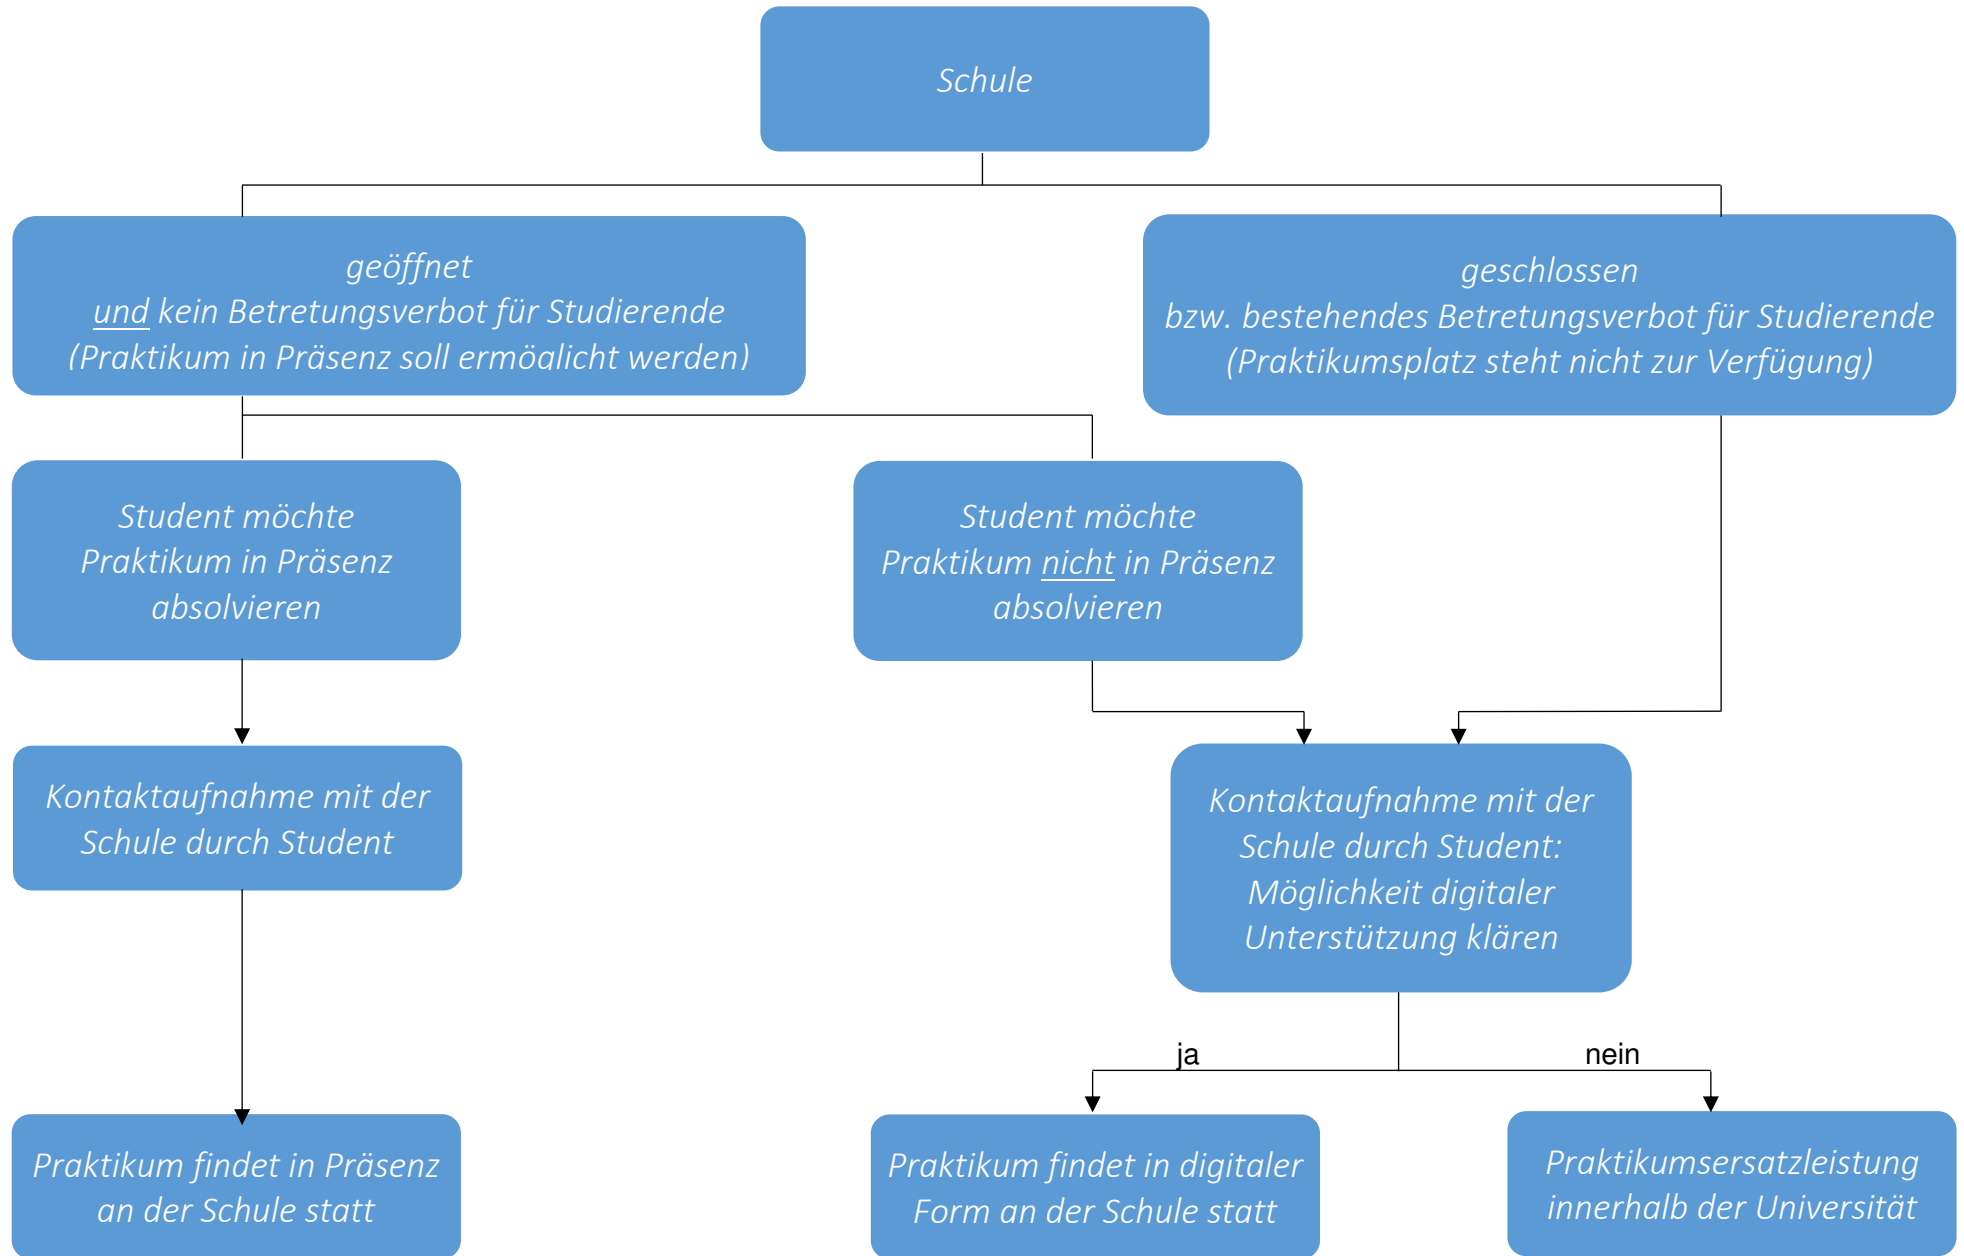 Schule
geöffnet
und kein Betretungsverbot für Studierende
(Praktikum in Präsenz soll ermöglicht werden)
geschlossen
bzw. bestehendes Betretungsverbot für Studierende
(Praktikumsplatz steht nicht zur Verfügung)
Student möchte
Praktikum in Präsenz
absolvieren
Student möchte
Praktikum nicht in Präsenz
absolvieren
Kontaktaufnahme mit der
Schule durch Student
Kontaktaufnahme mit der
Schule durch Student:
Möglichkeit digitaler
Unterstützung klären
ja
nein
Praktikum findet in Präsenz
an der Schule statt
Praktikum findet in digitaler
Form an der Schule statt
Praktikumsersatzleistung
innerhalb der Universität